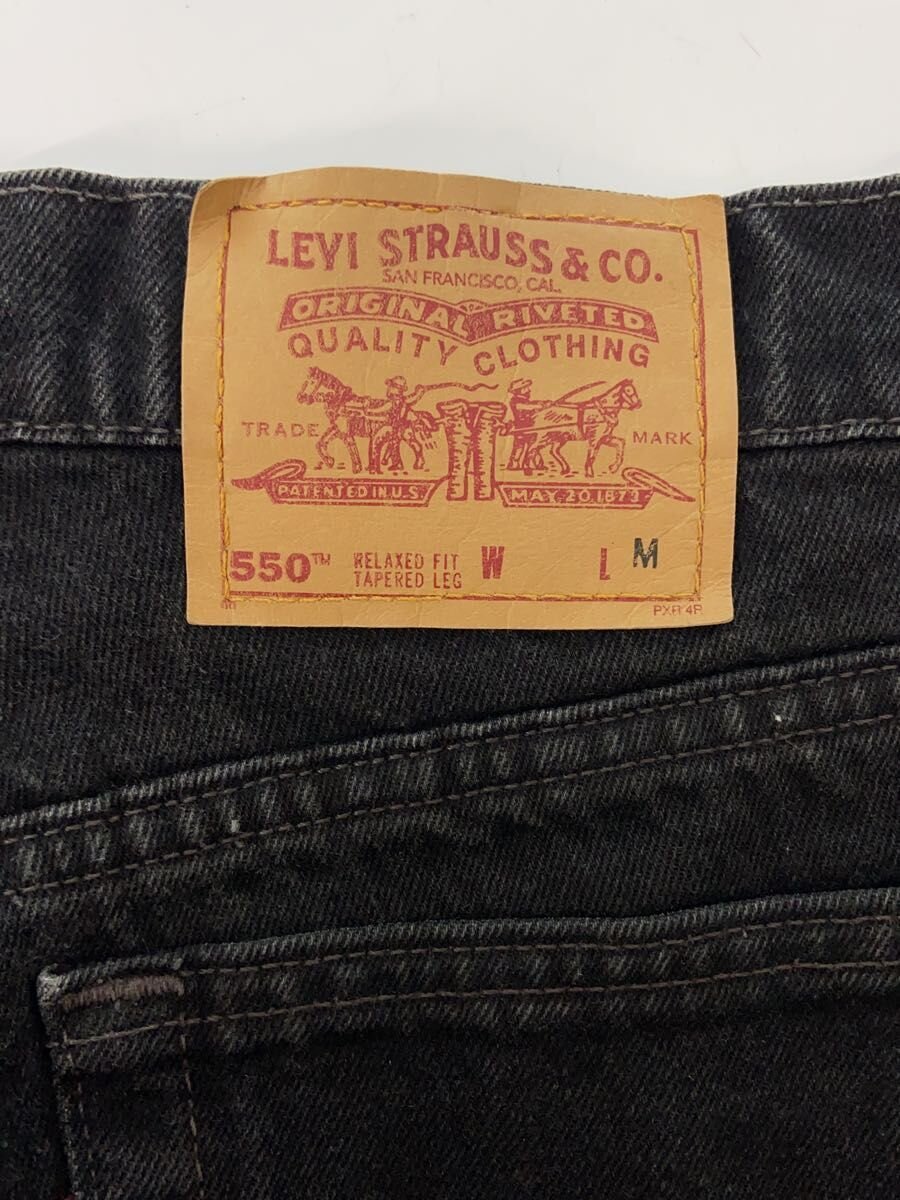 LEVI STRAUSS & CO.
SAN FRANCISCO, CAL.
ORIGINAL RIVETED
QUALITY CLOTHING
TRADE MARK
PATENTED IN U.S. MAY.20.1873
550™ RELAXED FIT W L M
TAPERED LEG